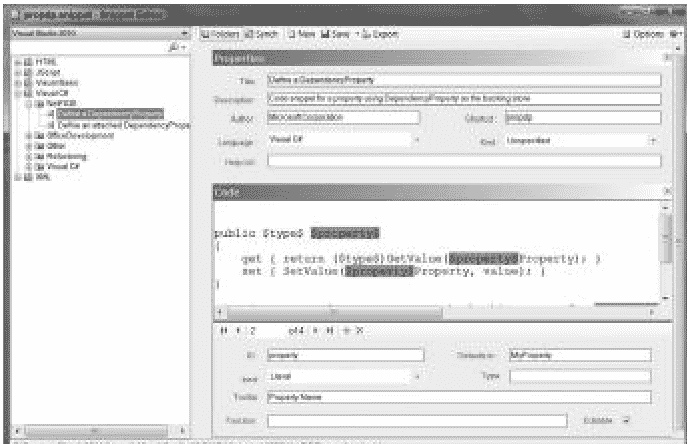 propdp.snippet - Snippet Editor
Visual Studio 2010
Folders Search New Save Export Options
HTML
JScript
VisualBasic
VisualC#
NetFX30
Define a DependencyProperty
Define an attached DependencyPrope
OfficeDevelopment
Other
Refactoring
Visual C#
XML
Properties
Title: Define a DependencyProperty
Description: Code snippet for a property using DependencyProperty as the backing store
Author: Microsoft Corporation Shortcut: propdp
Language: Visual C# Kind: Unspecified
Help Url:
Code
public $type$ $property$
{
get { return ($type$)GetValue($property$Property); }
set { SetValue($property$Property, value); }
}
2 of 4
ID: property Defaults to: MyProperty
Kind: Literal Type:
Tooltip: Property Name
Function: Editable